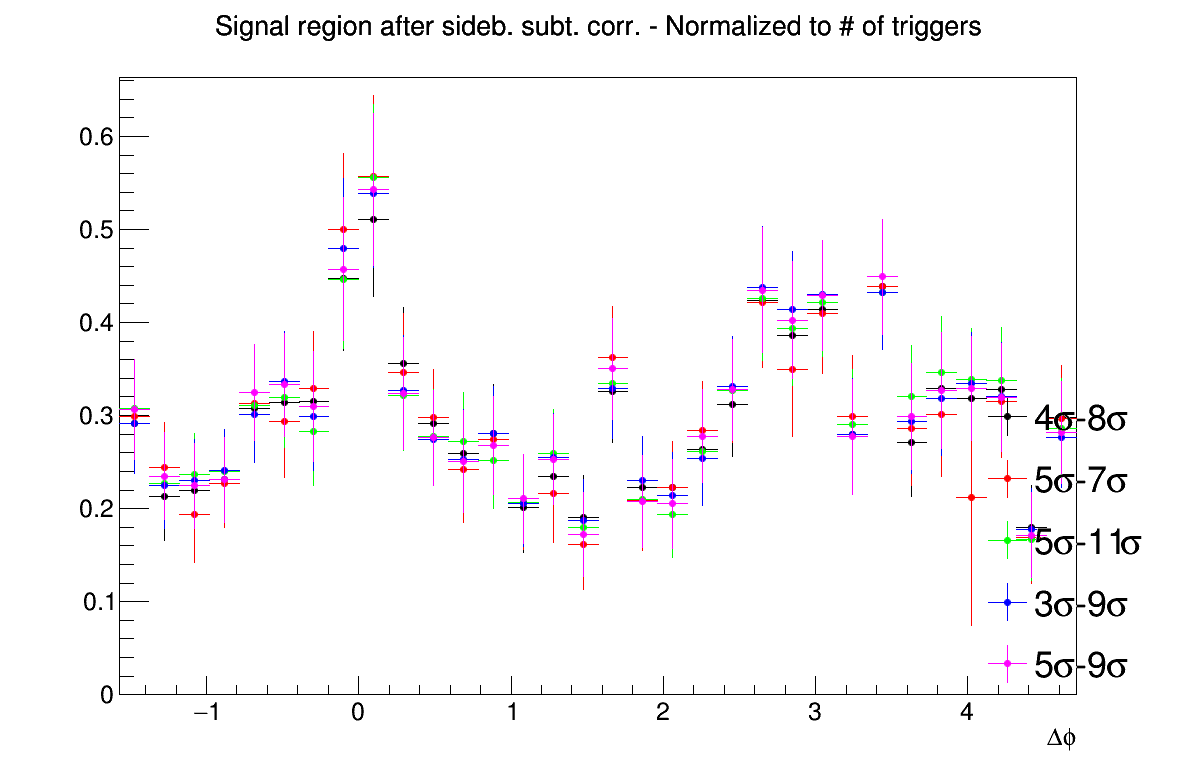 Signal region after sideb. subt. corr. - Normalized to # of triggers
0.6
0.5
0.4
0.3
0.2
0.1
0
4σ-8σ
5σ-7σ
5σ-11σ
3σ-9σ
5σ-9σ
−1 0 1 2 3 4
Δϕ